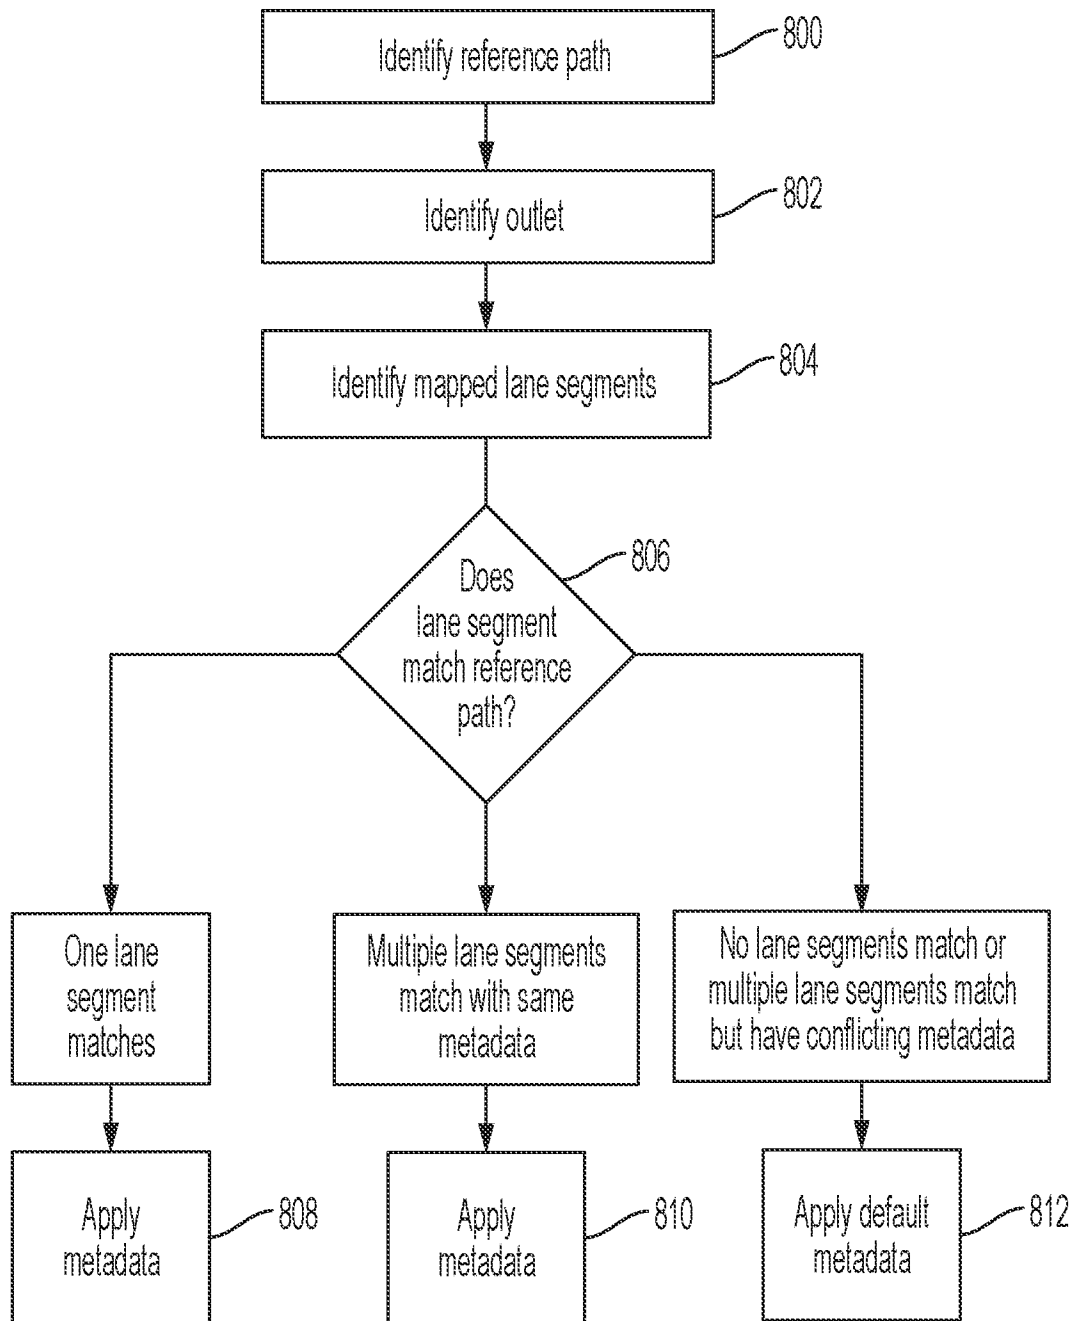 Identify reference path
800
Identify outlet
802
Identify mapped lane segments
804
Does
lane segment
match reference
path?
806
One lane
segment
matches
Multiple lane segments
match with same
metadata
No lane segments match or
multiple lane segments match
but have conflicting metadata
Apply
metadata
808
Apply
metadata
810
Apply default
metadata
812